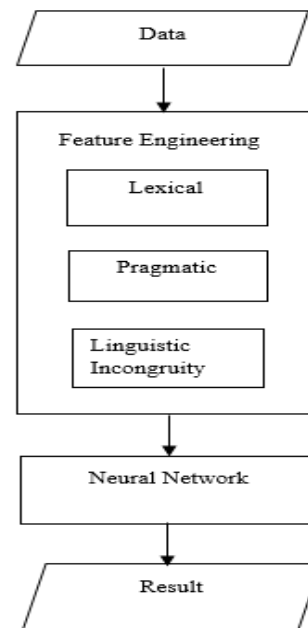 Data
Feature Engineering
Lexical
Pragmatic
Linguistic
Incongruity
Neural Network
Result